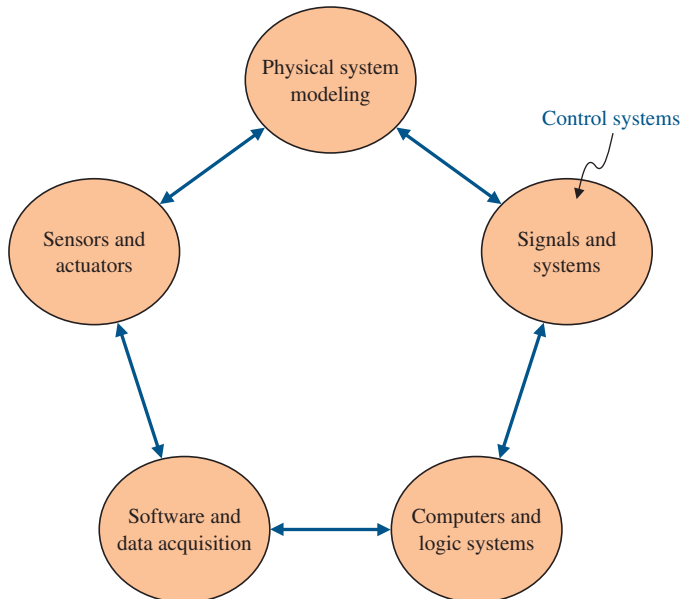 Physical system
modeling
Control systems
Sensors and
actuators
Signals and
systems
Software and
data acquisition
Computers and
logic systems